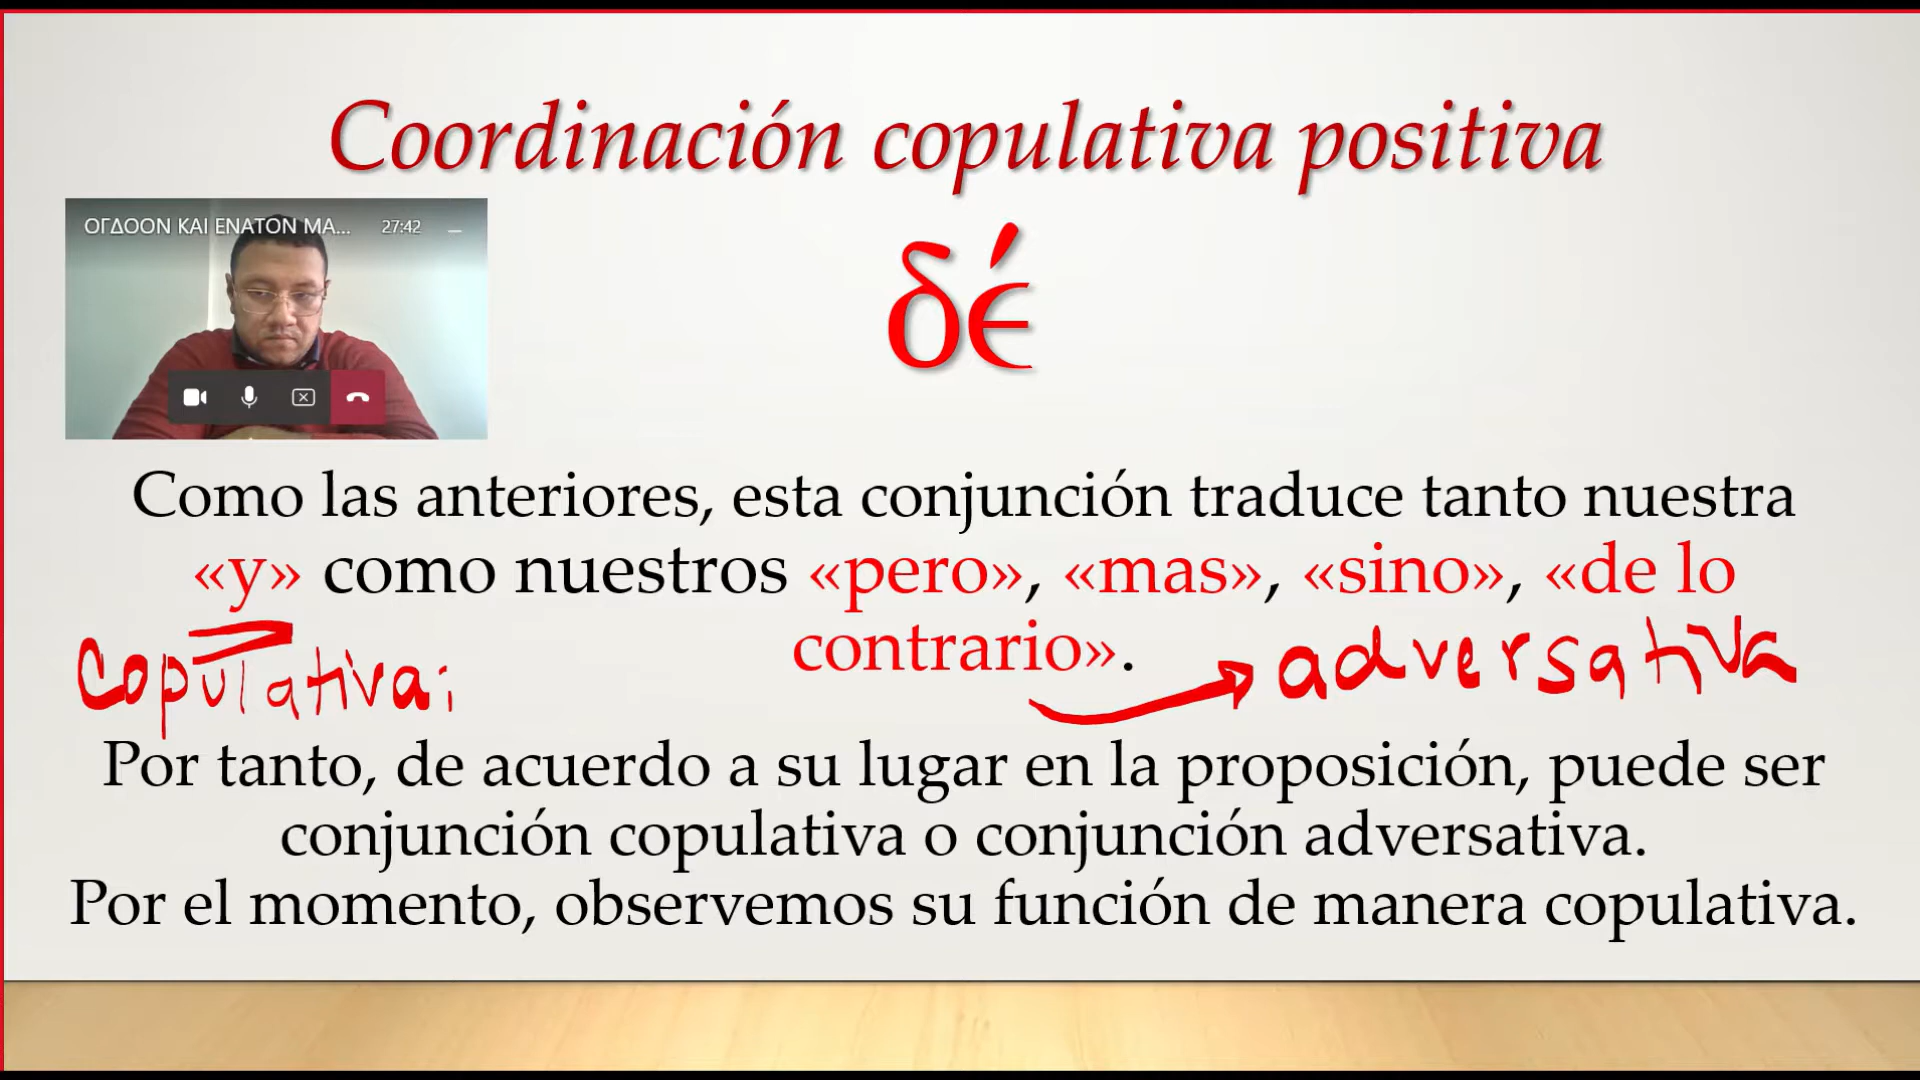 Coordinación copulativa positiva
ΟΓΔΟΟΝ ΚΑΙ ΕΝΑΤΟΝ ΜΑ... 27:42
δέ
Como las anteriores, esta conjunción traduce tanto nuestra
«y» como nuestros «pero», «mas», «sino», «de lo
contrario».
copulativa;
adversativa
Por tanto, de acuerdo a su lugar en la proposición, puede ser
conjunción copulativa o conjunción adversativa.
Por el momento, observemos su función de manera copulativa.